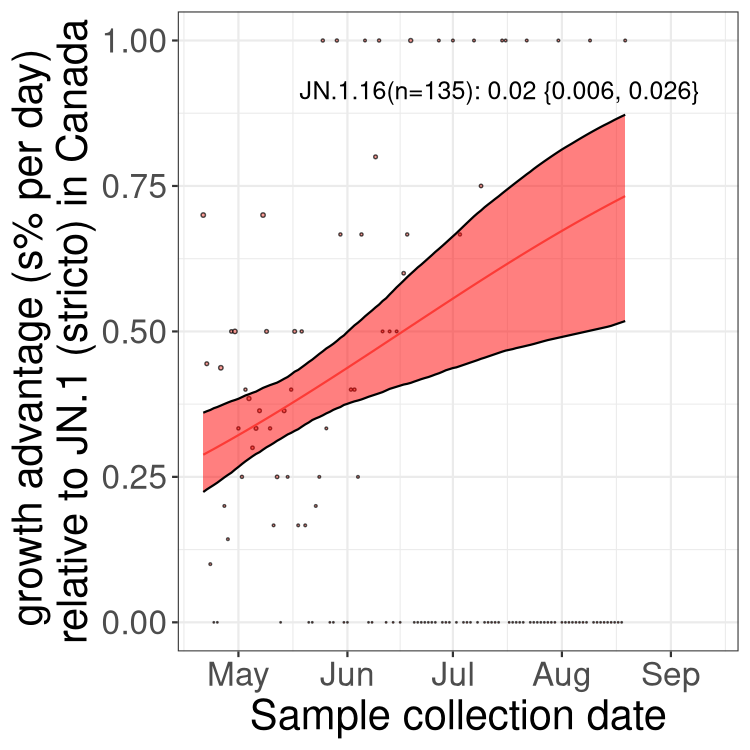 growth advantage (s% per day)
relative to JN.1 (stricto) in Canada
1.00
0.75
0.50
0.25
0.00
JN.1.16(n=135): 0.02 {0.006, 0.026}
May Jun Jul Aug Sep
Sample collection date